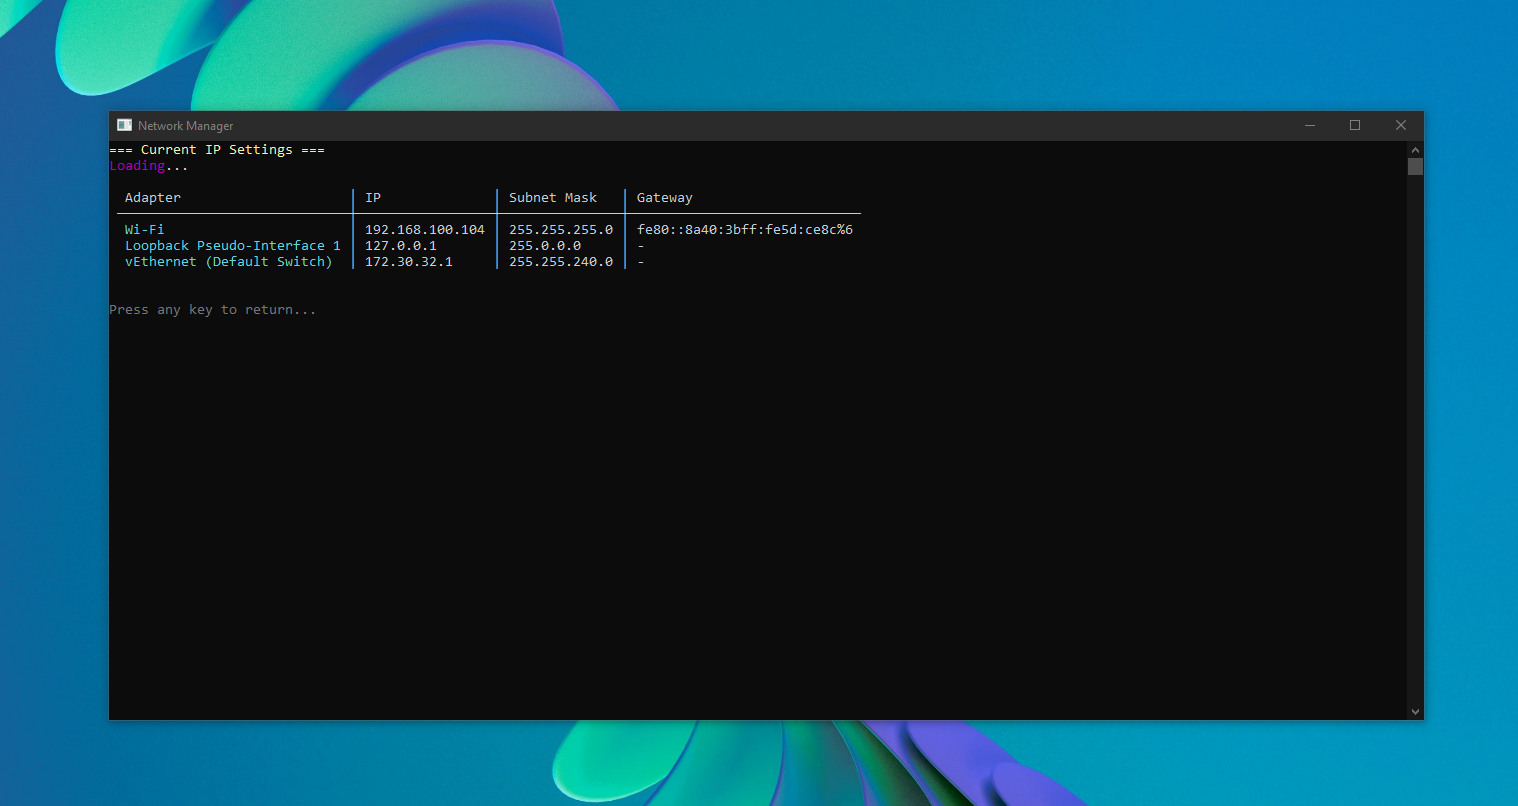 Network Manager
=== Current IP Settings ===
Loading...
Adapter IP Subnet Mask Gateway
Wi-Fi 192.168.100.104 255.255.255.0 fe80::8a40:3bff:fe5d:ce8c%6
Loopback Pseudo-Interface 1 127.0.0.1 255.0.0.0 -
vEthernet (Default Switch) 172.30.32.1 255.255.240.0 -
Press any key to return...